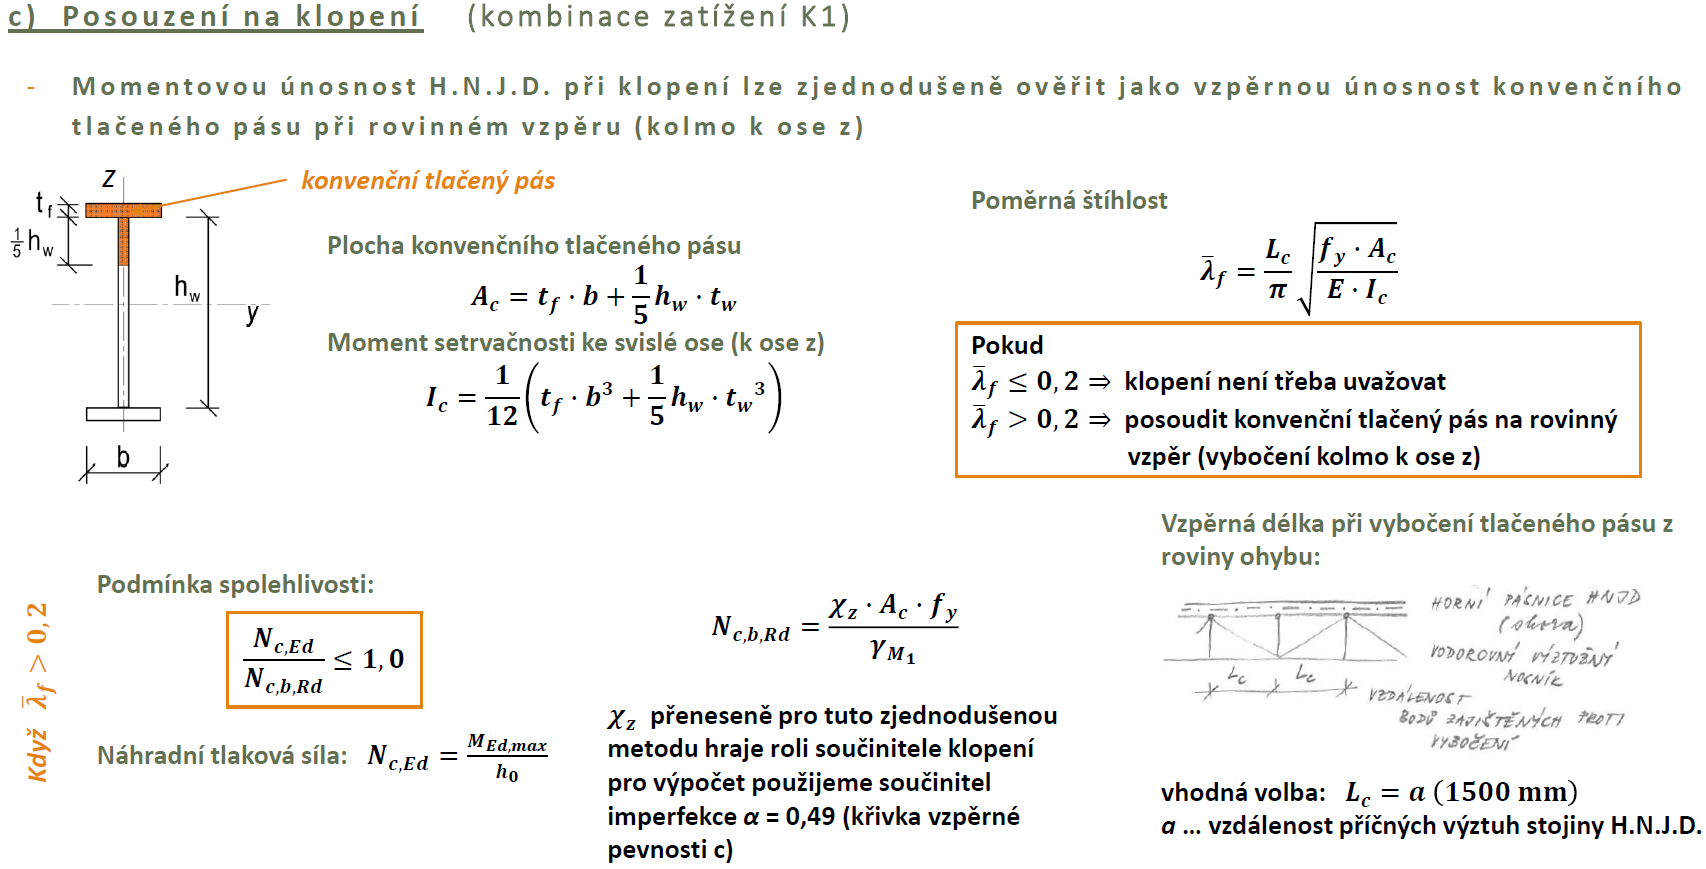 c) Posouzení na klopení (kombinace zatížení K1)
- Momentovou únosnost H.N.J.D. při klopení lze zjednodušeně ověřit jako vzpěrnou únosnost konvenčního
tlačeného pásu při rovinném vzpěru (kolmo k ose z)
z
konvenční tlačený pás
t_f
1/5 h_w
h_w
y
b
Plocha konvenčního tlačeného pásu
A_c = t_f · b + 1/5 h_w · t_w
Moment setrvačnosti ke svislé ose (k ose z)
I_c = 1/12 (t_f · b³ + 1/5 h_w · t_w³)
Poměrná štíhlost
λ̄_f = L_c/π √(f_y · A_c / E · I_c)
Pokud
λ̄_f ≤ 0,2 ⇒ klopení není třeba uvažovat
λ̄_f > 0,2 ⇒ posoudit konvenční tlačený pás na rovinný
vzpěr (vybočení kolmo k ose z)
Když λ̄_f > 0,2
Podmínka spolehlivosti:
N_c,Ed / N_c,b,Rd ≤ 1,0
Náhradní tlaková síla: N_c,Ed = M_Ed,max / h_0
N_c,b,Rd = χ_z · A_c · f_y / γ_M1
χ_z přeneseně pro tuto zjednodušenou
metodu hraje roli součinitele klopení
pro výpočet použijeme součinitel
imperfekce α = 0,49 (křivka vzpěrné
pevnosti c)
Vzpěrná délka při vybočení tlačeného pásu z
roviny ohybu:
HORNÍ PÁSNICE HNJD
(shora)
VODOROVNÝ VÝZTUŽNÝ
NOSNÍK
L_c L_c
VZDÁLENOST
BODŮ ZAJIŠTĚNÝCH PROTI
VYBOČENÍ
vhodná volba: L_c = a (1500 mm)
a ... vzdálenost příčných výztuh stojiny H.N.J.D.